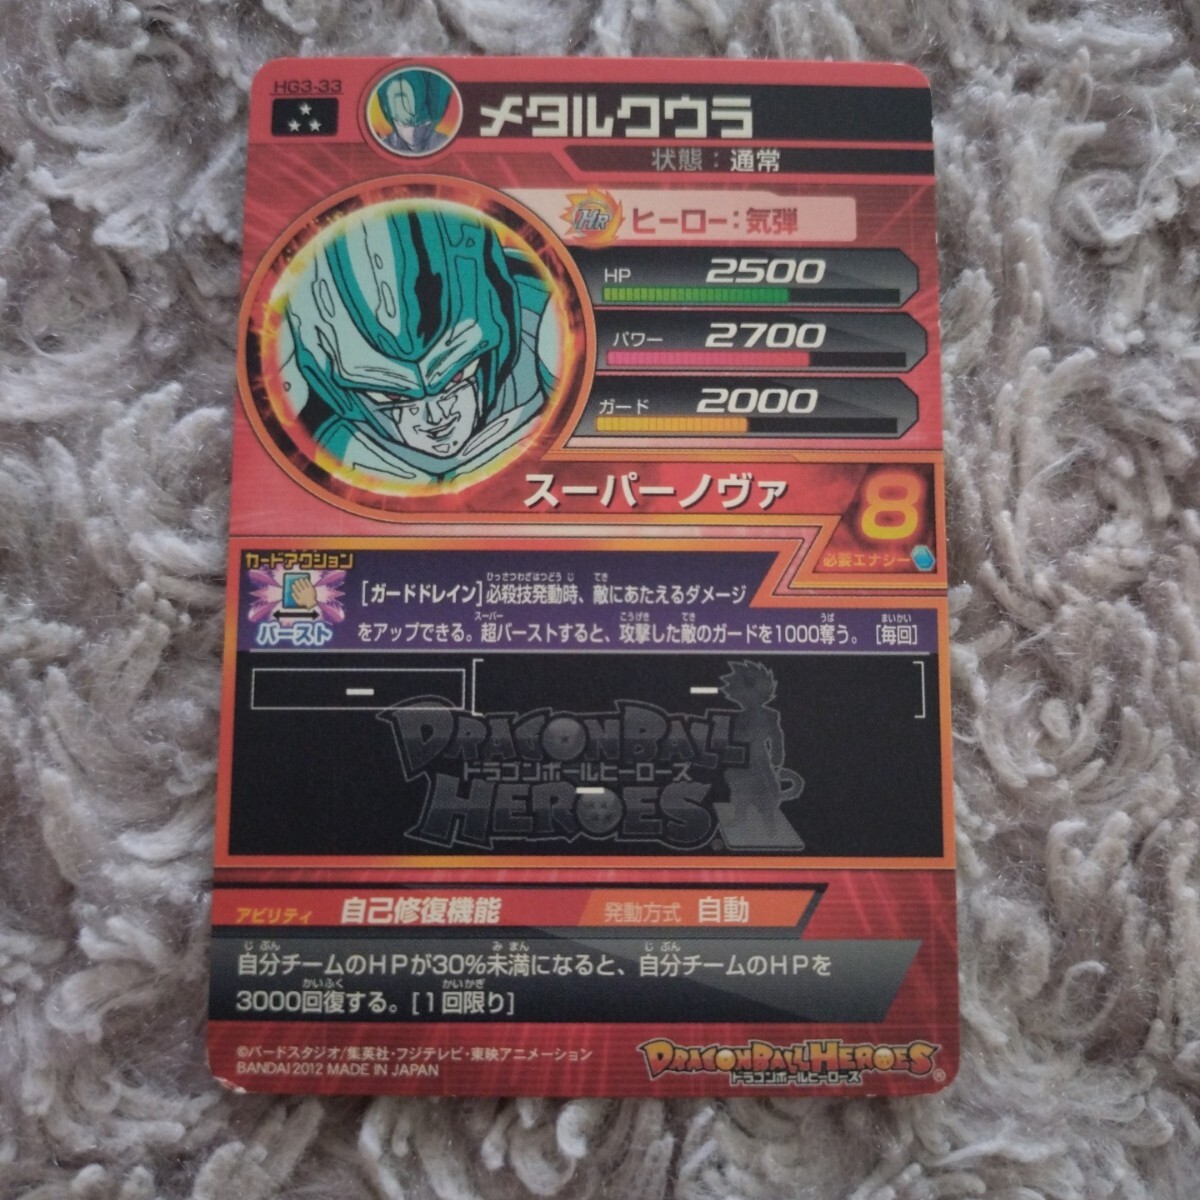 HG3-33
メタルクウラ
状態：通常
HR ヒーロー：気弾
HP 2500
パワー 2700
ガード 2000
スーパーノヴァ
8
必要エナジー
カードアクション
バースト
[ガードドレイン]必殺技発動時、敵にあたえるダメージ
をアップできる。超バーストすると、攻撃した敵のガードを1000奪う。 [毎回]
ー [ ー ]
DRAGON BALL
ドラゴンボールヒーローズ
ー
HEROES
アビリティ 自己修復機能 発動方式 自動
自分チームのHPが30%未満になると、自分チームのHPを
3000回復する。[1回限り]
©バードスタジオ/集英社・フジテレビ・東映アニメーション
BANDAI 2012 MADE IN JAPAN
DRAGON BALL HEROES
ドラゴンボールヒーローズ
®